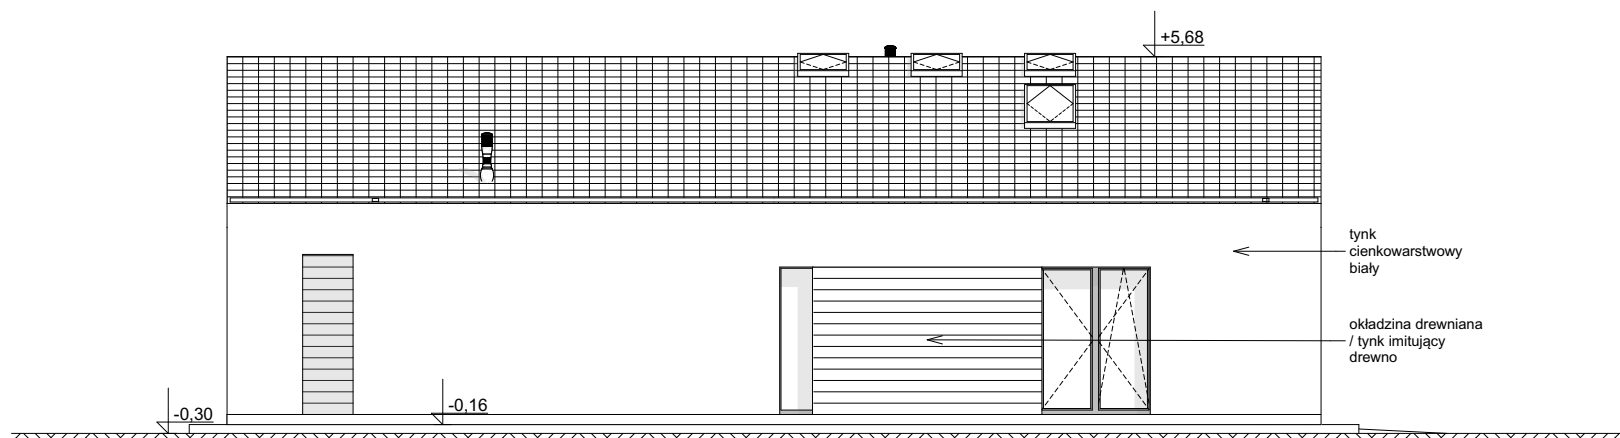 +5,68
tynk
cienkowarstwowy
biały
okładzina drewniana
/ tynk imitujący
drewno
-0,30
-0,16